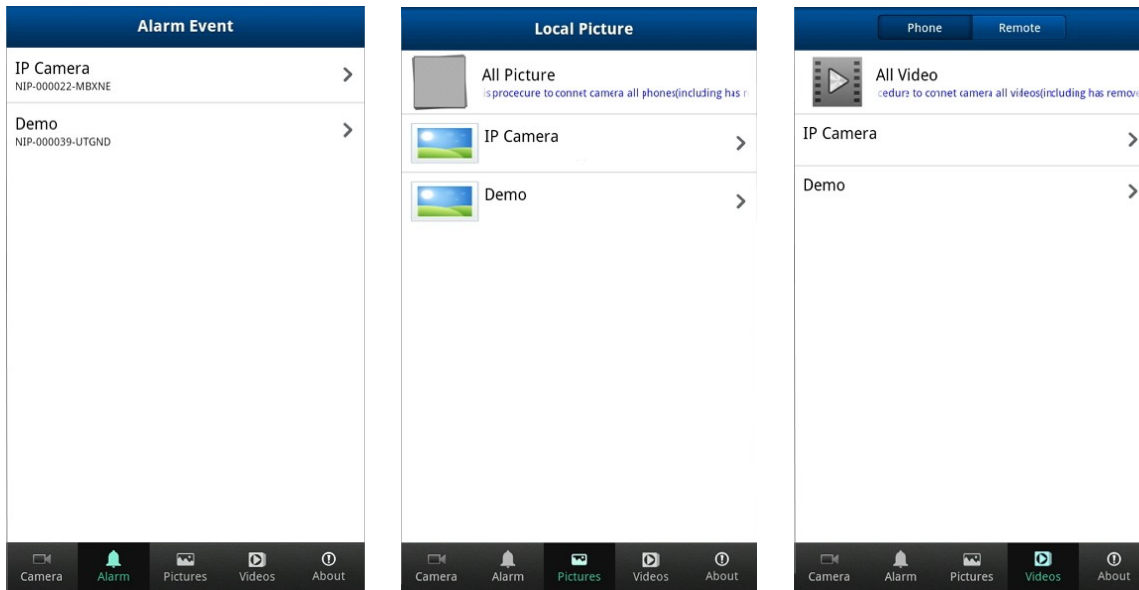 Alarm Event
IP Camera
NIP-000022-MBXNE
Demo
NIP-000039-UTGND
Camera Alarm Pictures Videos About
Local Picture
All Picture
is procecure to connet camera all phones(including has r
IP Camera
Demo
Camera Alarm Pictures Videos About
Phone Remote
All Video
cedure to connet camera all videos(including has remove
IP Camera
Demo
Camera Alarm Pictures Videos About